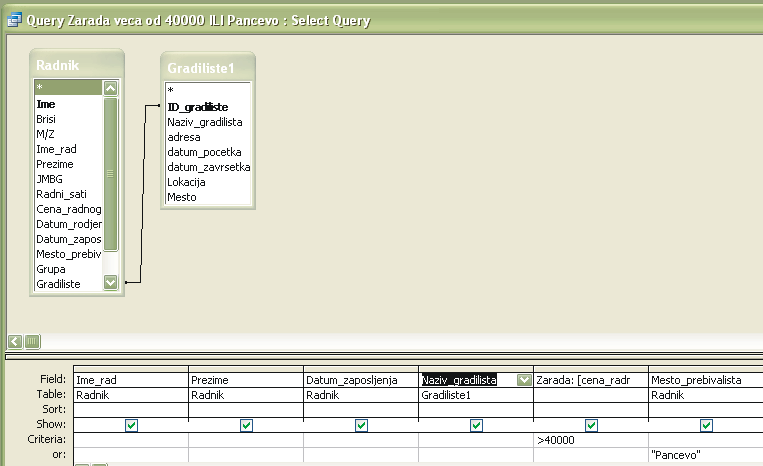 Query Zarada veca od 40000 ILI Pancevo : Select Query
Radnik
*
Ime
Brisi
M/Z
Ime_rad
Prezime
JMBG
Radni_sati
Cena_radnog
Datum_rodjer
Datum_zapos
Mesto_prebiv
Grupa
Gradiliste
Gradiliste1
*
ID_gradiliste
Naziv_gradilista
adresa
datum_pocetka
datum_zavrsetka
Lokacija
Mesto
Field: Ime_rad Prezime Datum_zaposljenja Naziv_gradilista Zarada: [cena_radr Mesto_prebivalista
Table: Radnik Radnik Radnik Gradiliste1 Radnik
Sort:
Show:
Criteria: >40000
or: "Pancevo"